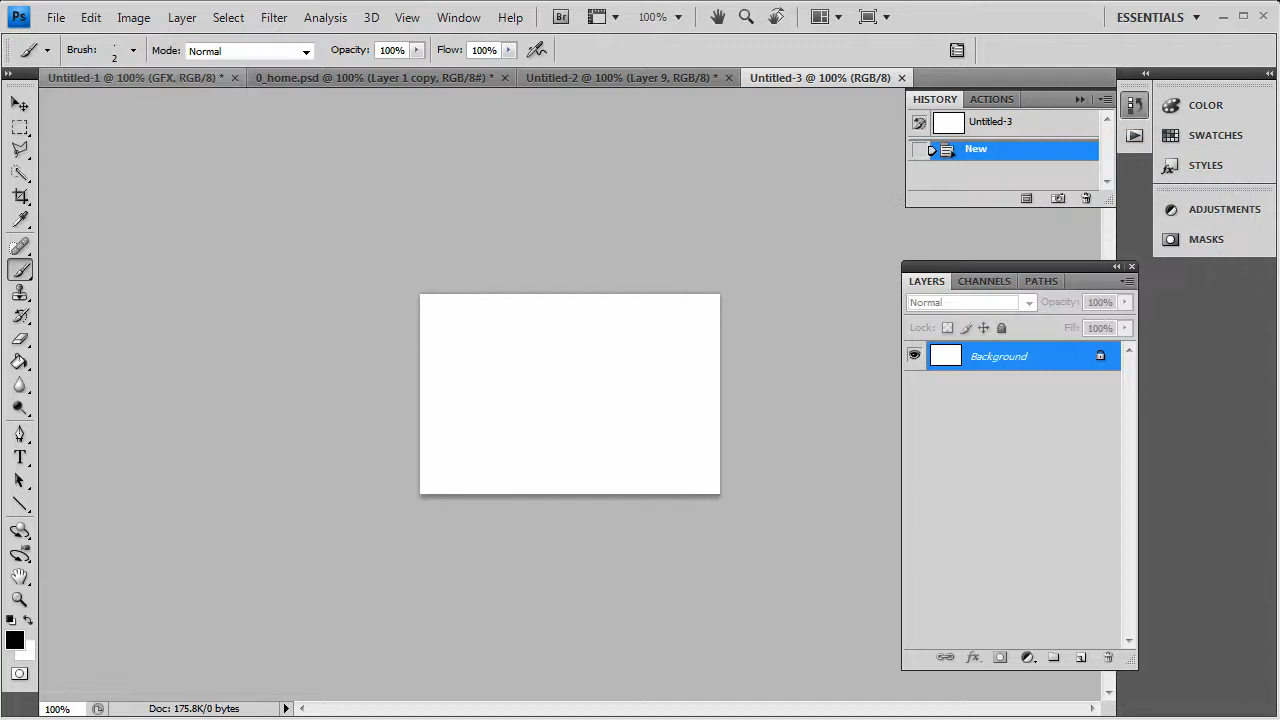 Ps File Edit Image Layer Select Filter Analysis 3D View Window Help Br 100% ESSENTIALS
Brush: 2 Mode: Normal Opacity: 100% Flow: 100%
Untitled-1 @ 100% (GFX, RGB/8) * 0_home.psd @ 100% (Layer 1 copy, RGB/8#) * Untitled-2 @ 100% (Layer 9, RGB/8) * Untitled-3 @ 100% (RGB/8)
HISTORY ACTIONS
Untitled-3
New
COLOR
SWATCHES
STYLES
ADJUSTMENTS
MASKS
LAYERS CHANNELS PATHS
Normal Opacity: 100%
Lock: Fill: 100%
Background
T
100% Doc: 175.8K/0 bytes